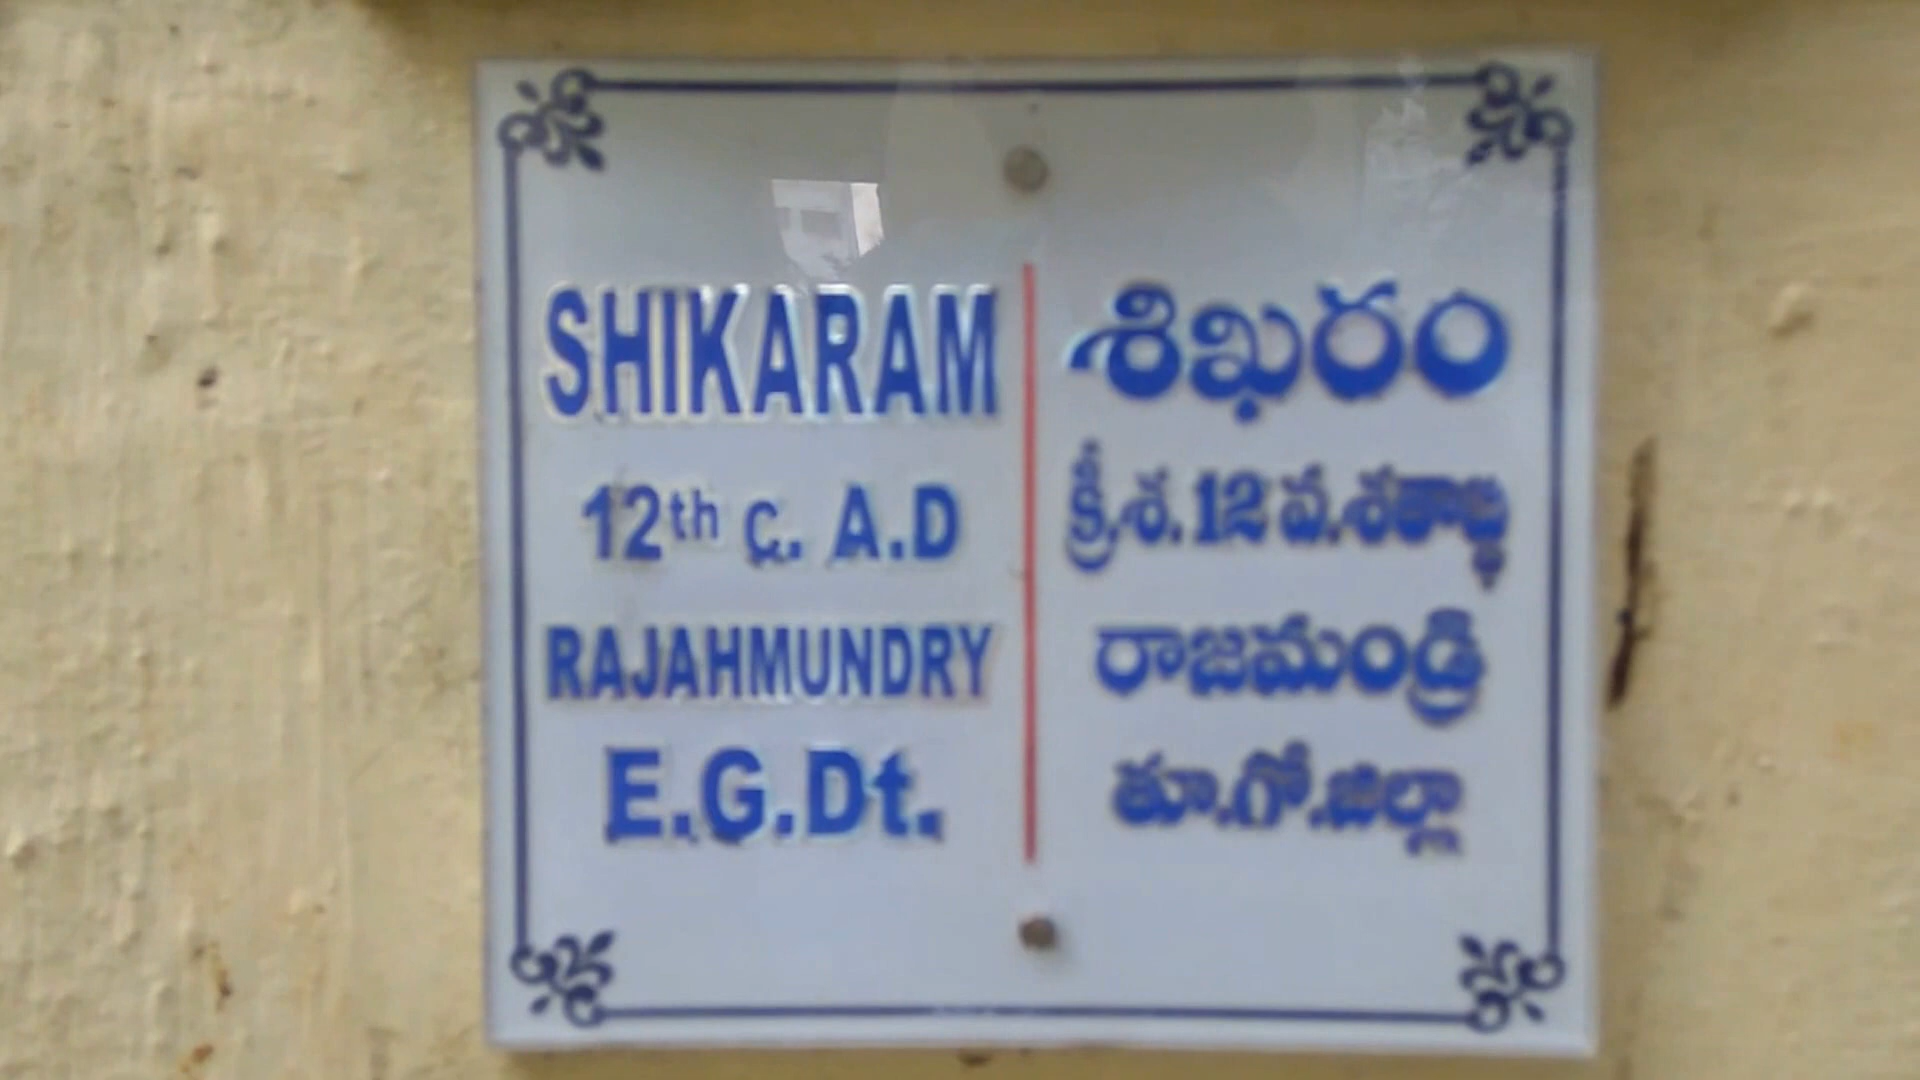 SHIKARAM
12th c. A.D
RAJAHMUNDRY
E.G.Dt.
శిఖరం
క్రీ.శ. 12 వ.శతాబ్ధ
రాజమండ్రి
తూ.గో.జిల్లా